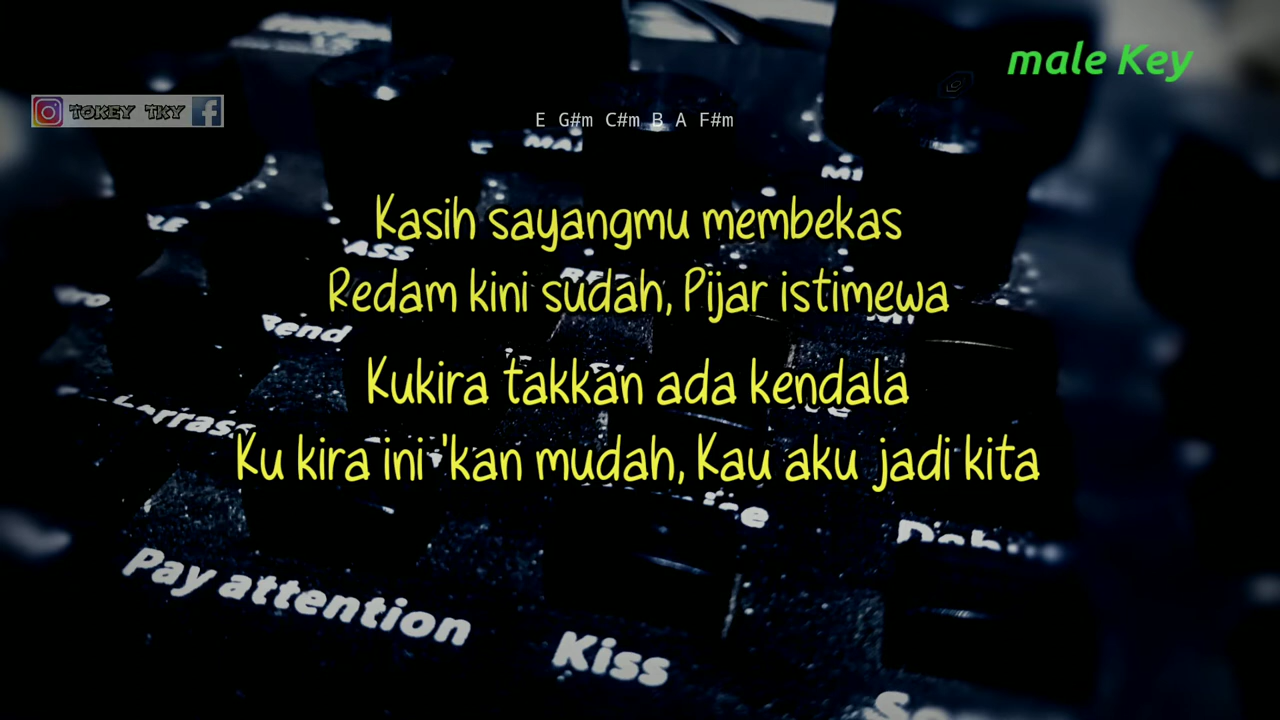 male Key
TOKEY TKY
E G#m C#m B A F#m
Kasih sayangmu membekas
Redam kini sudah, Pijar istimewa
Bend
Kukira takkan ada kendala
Ku kira ini 'kan mudah, Kau aku jadi kita
Pay attention
Kiss